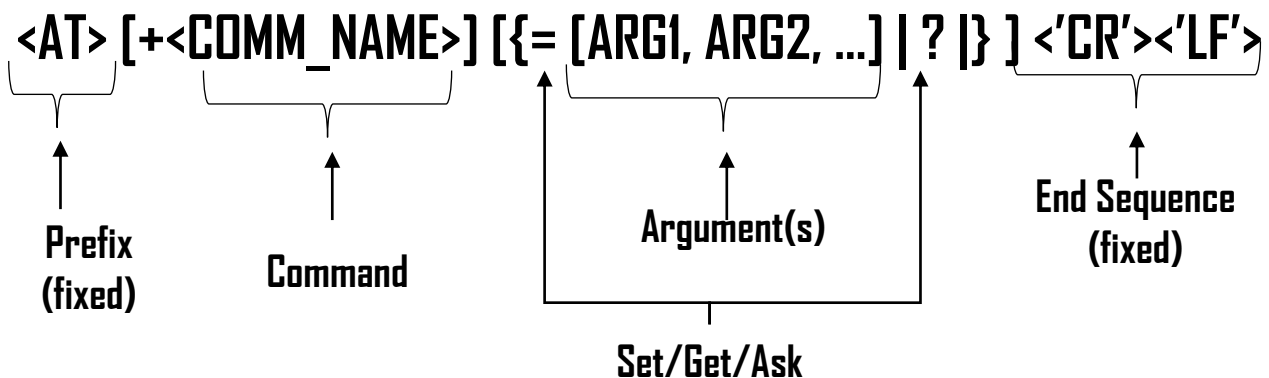 <AT> [+<COMM_NAME>] [{= [ARG1, ARG2, ...] | ? |} ] <'CR'><'LF'>
Prefix
(fixed)
Command
Argument(s)
End Sequence
(fixed)
Set/Get/Ask